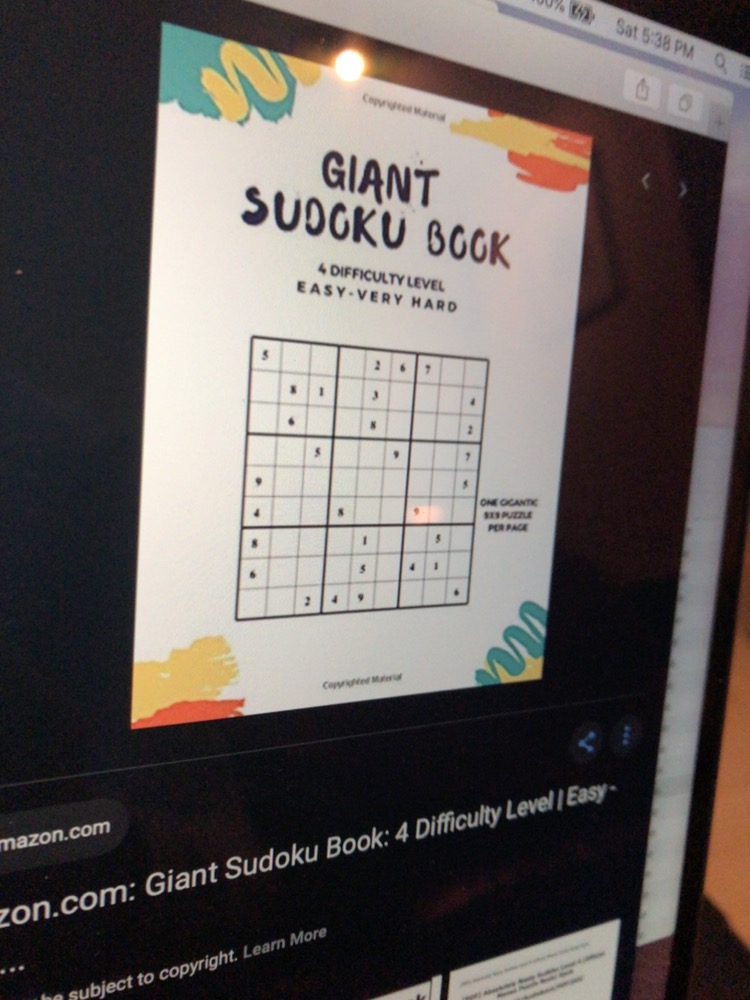 Sat 5:38 PM
Copyrighted Material
GIANT
SUDOKU BOOK
4 DIFFICULTY LEVEL
EASY-VERY HARD
5 2 6 7
8 1 3 4
6 8 2
5 9 7
9 5
4 8 9
8 1 5
6 5 4 1
2 4 9 6
ONE GIGANTIC
9X9 PUZZLE
PER PAGE
Copyrighted Material
mazon.com
zon.com: Giant Sudoku Book: 4 Difficulty Level | Easy -
...
be subject to copyright. Learn More